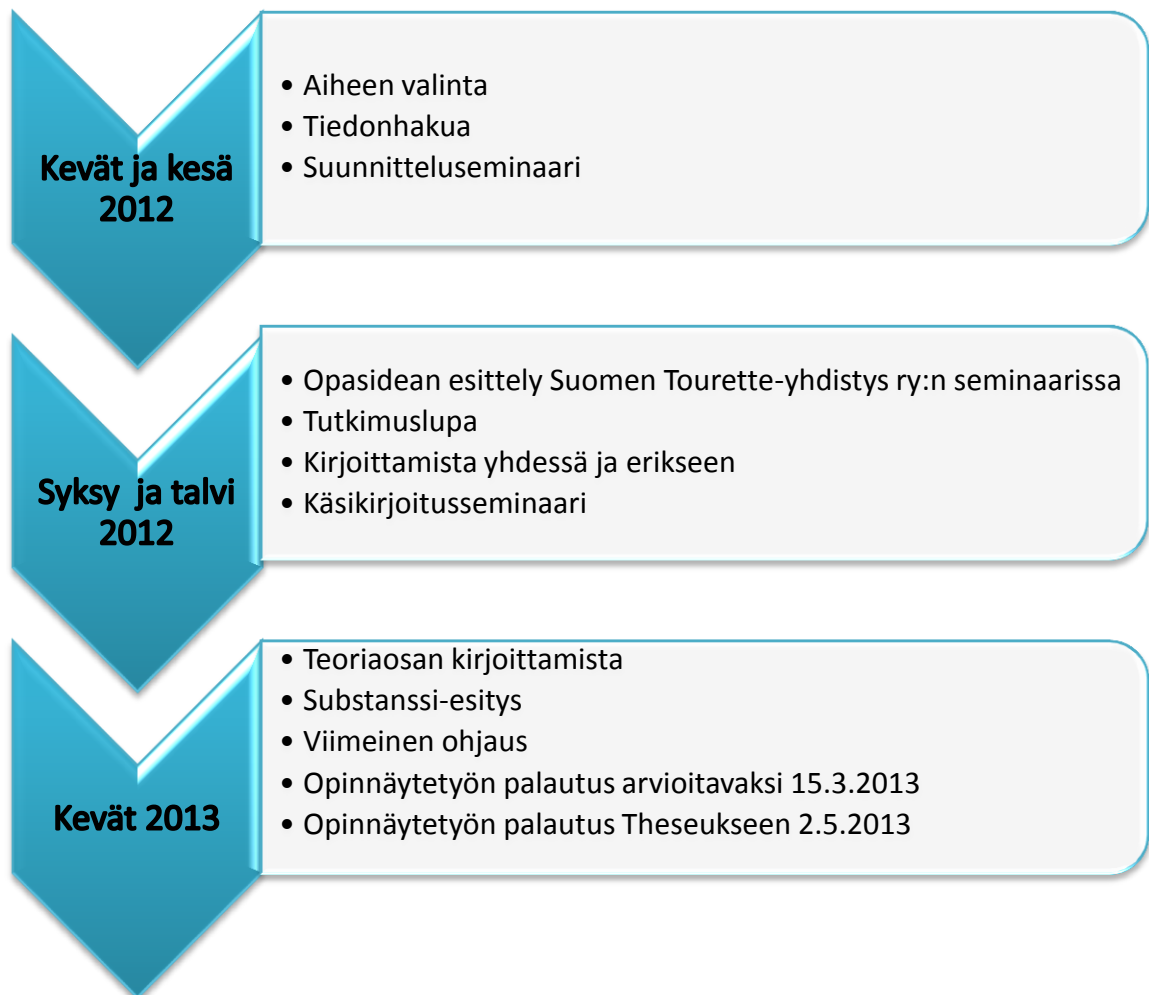 Kevät ja kesä
2012
• Aiheen valinta
• Tiedonhakua
• Suunnitteluseminaari
Syksy ja talvi
2012
• Opasidean esittely Suomen Tourette-yhdistys ry:n seminaarissa
• Tutkimuslupa
• Kirjoittamista yhdessä ja erikseen
• Käsikirjoitusseminaari
Kevät 2013
• Teoriaosan kirjoittamista
• Substanssi-esitys
• Viimeinen ohjaus
• Opinnäytetyön palautus arvioitavaksi 15.3.2013
• Opinnäytetyön palautus Theseukseen 2.5.2013